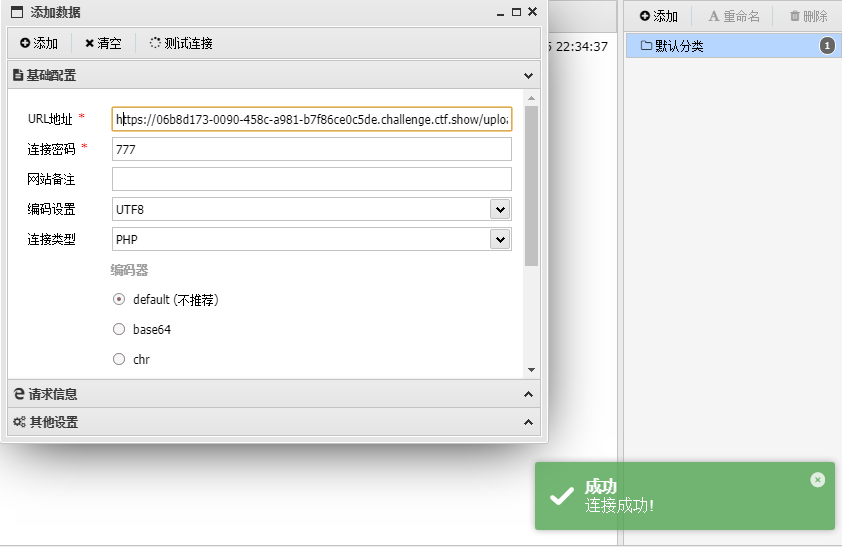 添加数据
添加 清空 测试连接
基础配置
URL地址 * https://06b8d173-0090-458c-a981-b7f86ce0c5de.challenge.ctf.show/uploa
连接密码 * 777
网站备注
编码设置 UTF8
连接类型 PHP
编码器
default (不推荐)
base64
chr
请求信息
其他设置
22:34:37
添加 重命名 删除
默认分类 1
成功
连接成功!